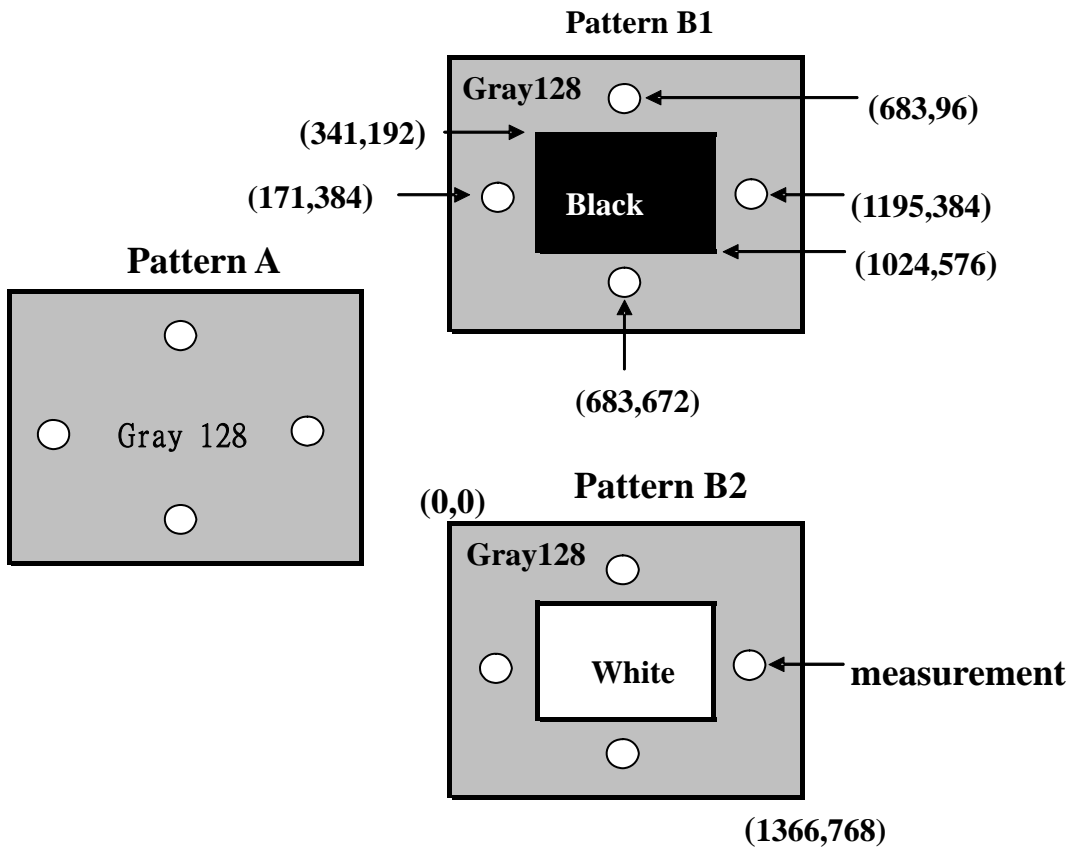 Pattern B1
Gray128
(683,96)
(341,192)
(171,384)
Black
(1195,384)
(1024,576)
(683,672)
Pattern A
Gray 128
Pattern B2
(0,0)
Gray128
White
measurement
(1366,768)